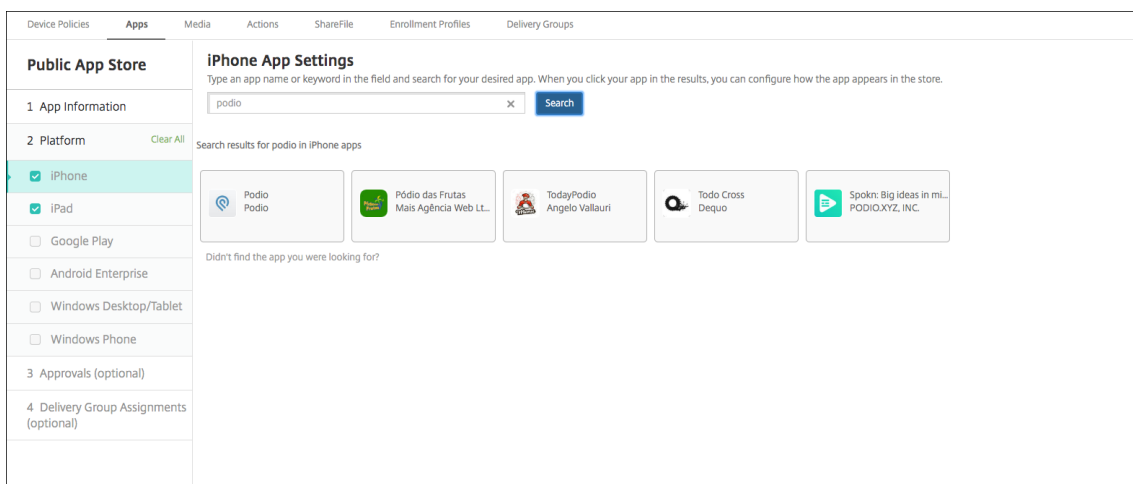 Device Policies Apps Media Actions ShareFile Enrollment Profiles Delivery Groups
Public App Store
1 App Information
2 Platform Clear All
iPhone
iPad
Google Play
Android Enterprise
Windows Desktop/Tablet
Windows Phone
3 Approvals (optional)
4 Delivery Group Assignments
(optional)
iPhone App Settings
Type an app name or keyword in the field and search for your desired app. When you click your app in the results, you can configure how the app appears in the store.
podio Search
Search results for podio in iPhone apps
Podio
Podio
Pódio das Frutas
Mais Agência Web Lt...
TodayPodio
Angelo Vallauri
Todo Cross
Dequo
Spokn: Big ideas in mi...
PODIO.XYZ, INC.
Didn't find the app you were looking for?